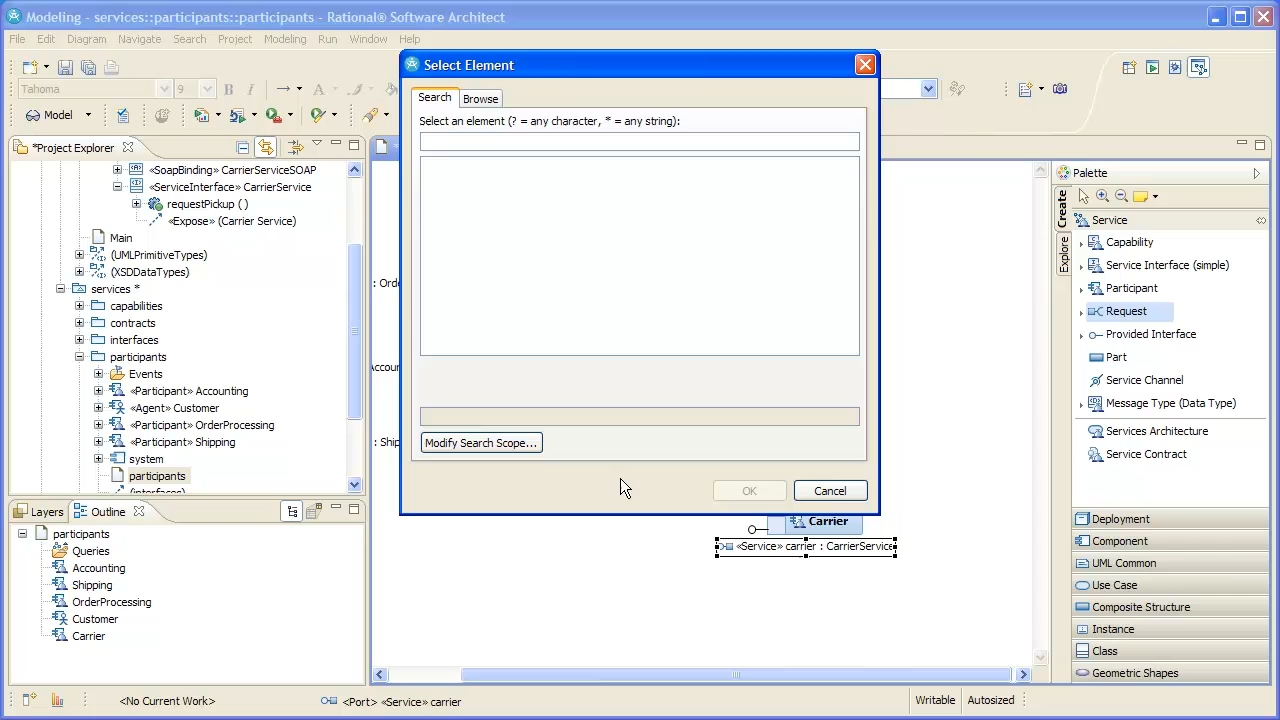 Modeling - services::participants::participants - Rational® Software Architect
File Edit Diagram Navigate Search Project Modeling Run Window Help
Tahoma 9 B I A
Model
*Project Explorer
«SoapBinding» CarrierServiceSOAP
«ServiceInterface» CarrierService
requestPickup ( )
«Expose» (Carrier Service)
Main
(UMLPrimitiveTypes)
(XSDDataTypes)
services *
capabilities
contracts
interfaces
participants
Events
«Participant» Accounting
«Agent» Customer
«Participant» OrderProcessing
«Participant» Shipping
system
participants
(interfaces)
Layers Outline
participants
Queries
Accounting
Shipping
OrderProcessing
Customer
Carrier
Select Element
Search Browse
Select an element (? = any character, * = any string):
Modify Search Scope...
OK Cancel
: Orde
Accou
: Ship
Carrier
«Service» carrier : CarrierService
Palette
Create
Explore
Service
Capability
Service Interface (simple)
Participant
Request
Provided Interface
Part
Service Channel
Message Type (Data Type)
Services Architecture
Service Contract
Deployment
Component
UML Common
Use Case
Composite Structure
Instance
Class
Geometric Shapes
<No Current Work> <Port> «Service» carrier Writable Autosized